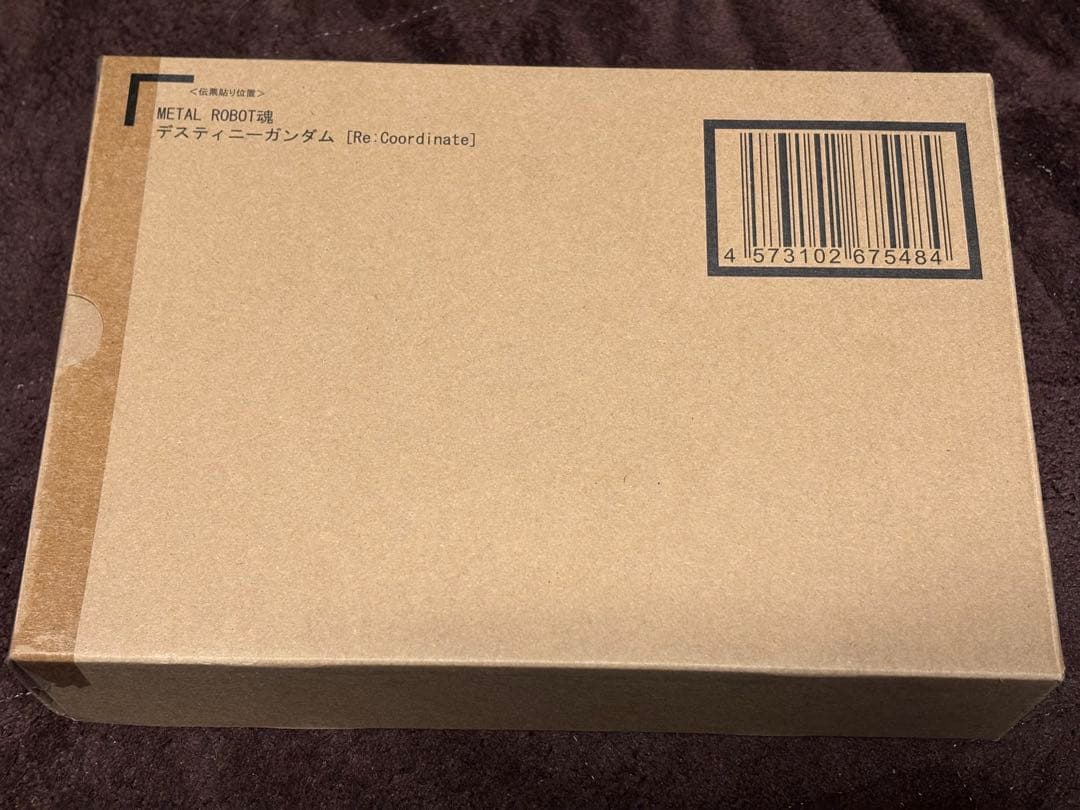 <伝票貼り位置>
METAL ROBOT魂
デスティニーガンダム [Re:Coordinate]
4 573102 675484